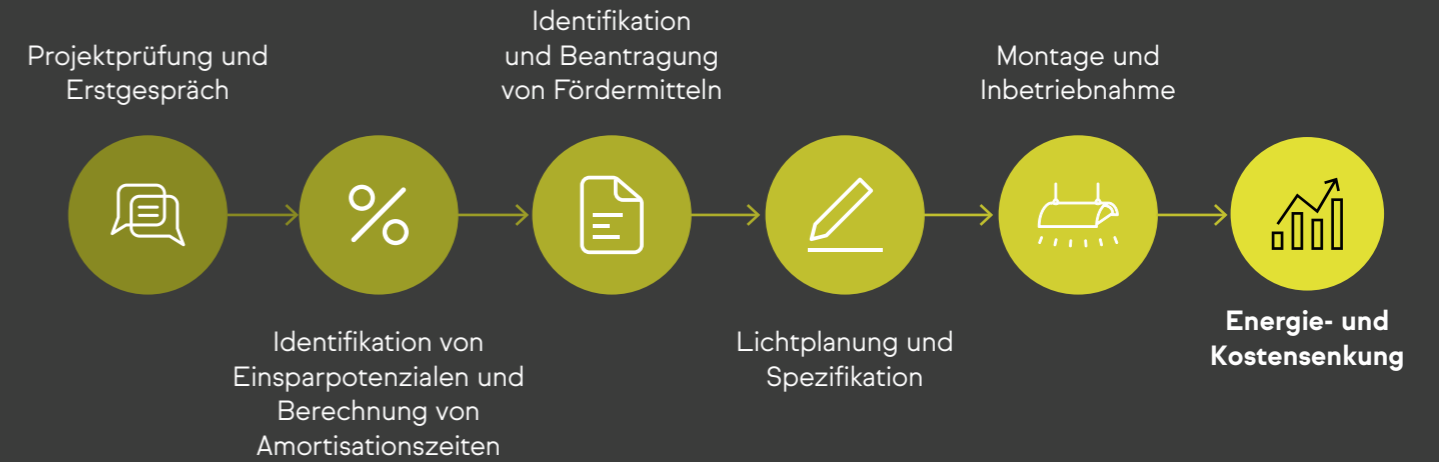 Projektprüfung und
Erstgespräch
Identifikation von
Einsparpotenzialen und
Berechnung von
Amortisationszeiten
Identifikation
und Beantragung
von Fördermitteln
Lichtplanung und
Spezifikation
Montage und
Inbetriebnahme
Energie- und
Kostensenkung